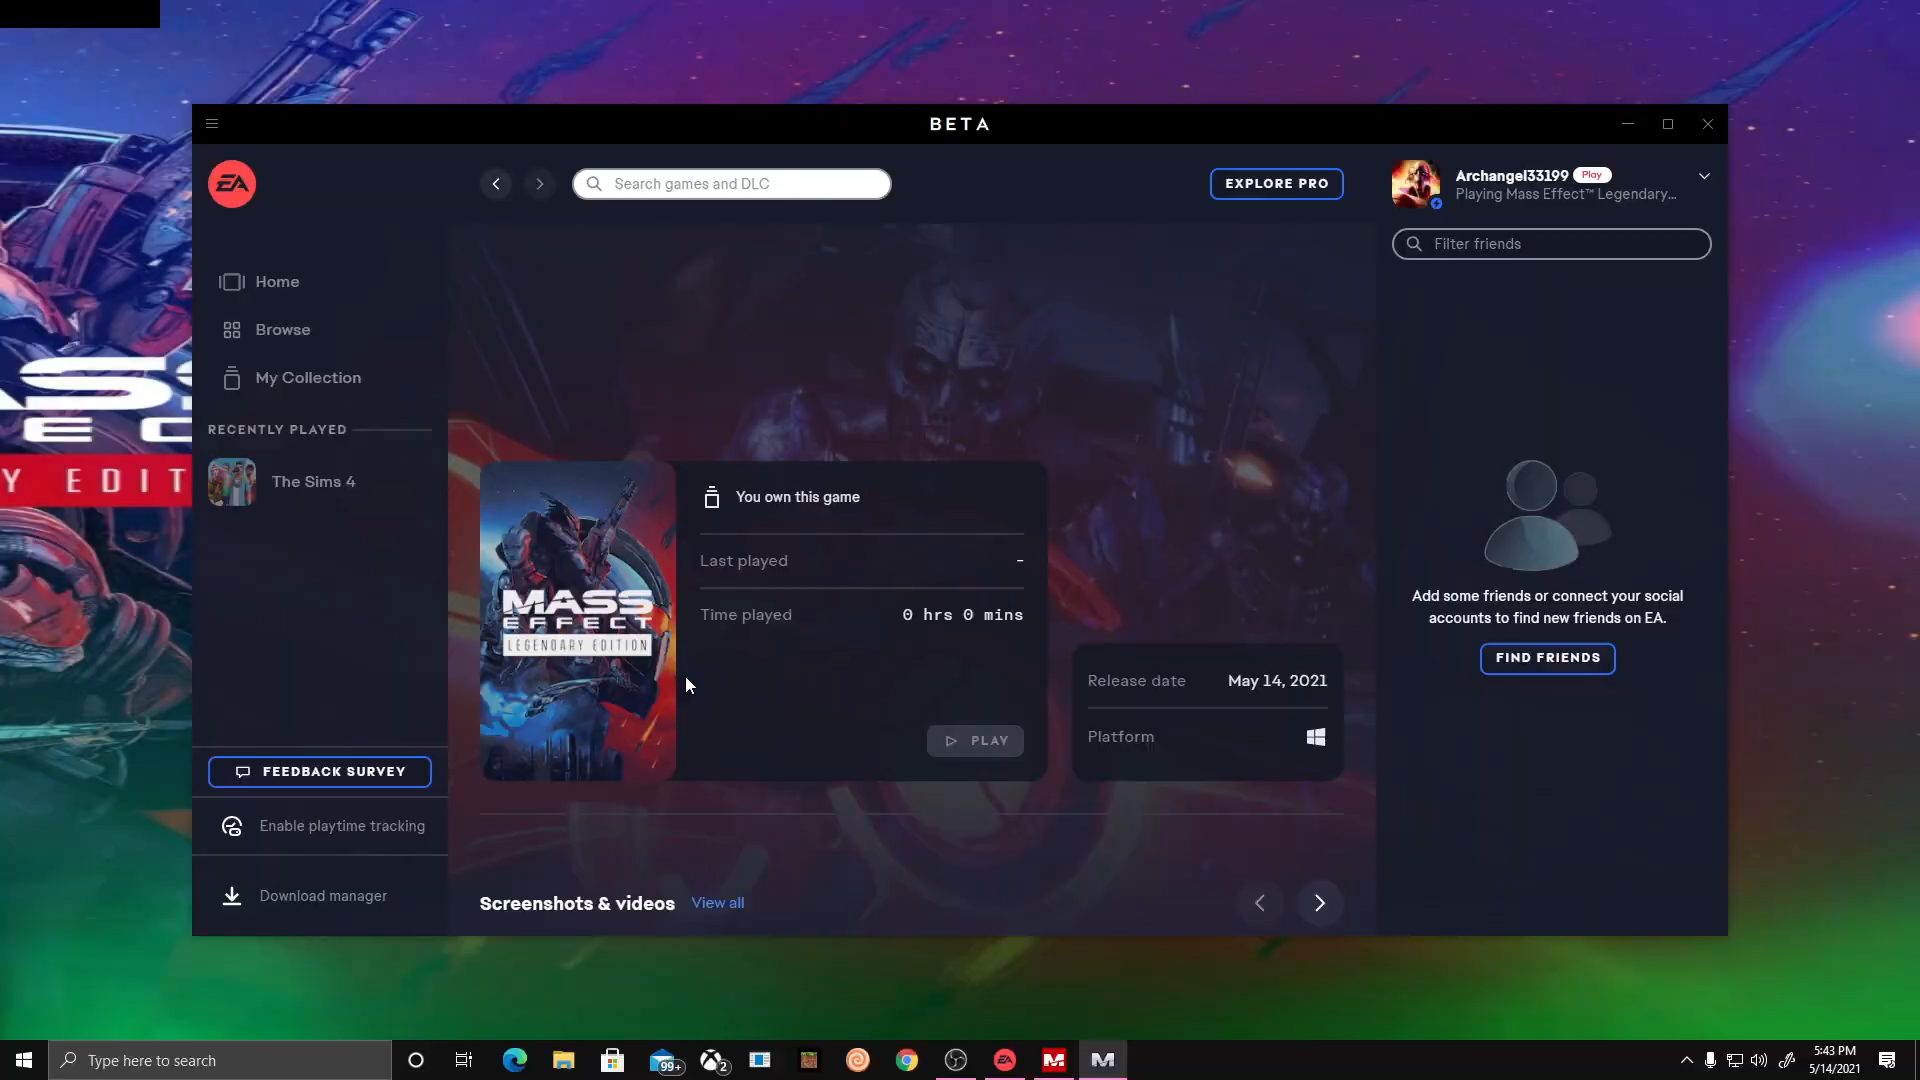 BETA
EA
Search games and DLC
EXPLORE PRO
Archangel33199 Play
Playing Mass Effect™ Legendary...
Filter friends
Home
Browse
My Collection
RECENTLY PLAYED
The Sims 4
FEEDBACK SURVEY
Enable playtime tracking
Download manager
MASS
EFFECT
LEGENDARY EDITION
You own this game
Last played -
Time played 0 hrs 0 mins
PLAY
Release date May 14, 2021
Platform
Screenshots & videos View all
Add some friends or connect your social
accounts to find new friends on EA.
FIND FRIENDS
MAS
E C
Y EDIT
Type here to search
99+
2
EA
M
M
5:43 PM
5/14/2021